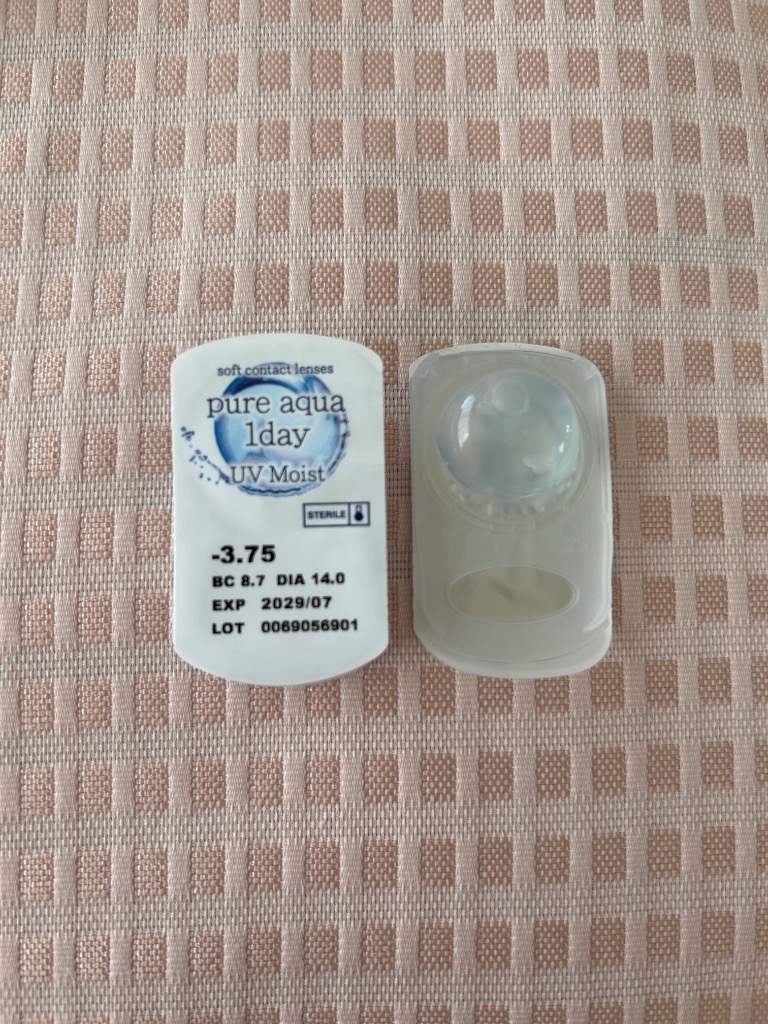 soft contact lenses
pure aqua
1day
UV Moist
STERILE
-3.75
BC 8.7 DIA 14.0
EXP 2029/07
LOT 0069056901